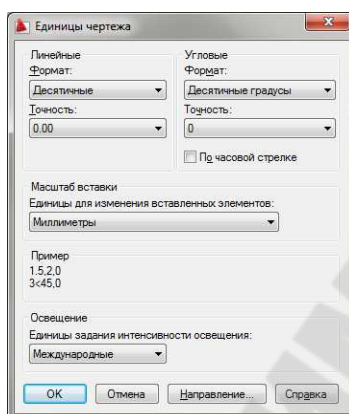 Единицы чертежа
Линейные
Формат:
Десятичные
Точность:
0.00
Угловые
Формат:
Десятичные градусы
Точность:
0
По часовой стрелке
Масштаб вставки
Единицы для изменения вставленных элементов:
Миллиметры
Пример
1.5,2,0
3<45,0
Освещение
Единицы задания интенсивности освещения:
Международные
OK
Отмена
Направление...
Справка